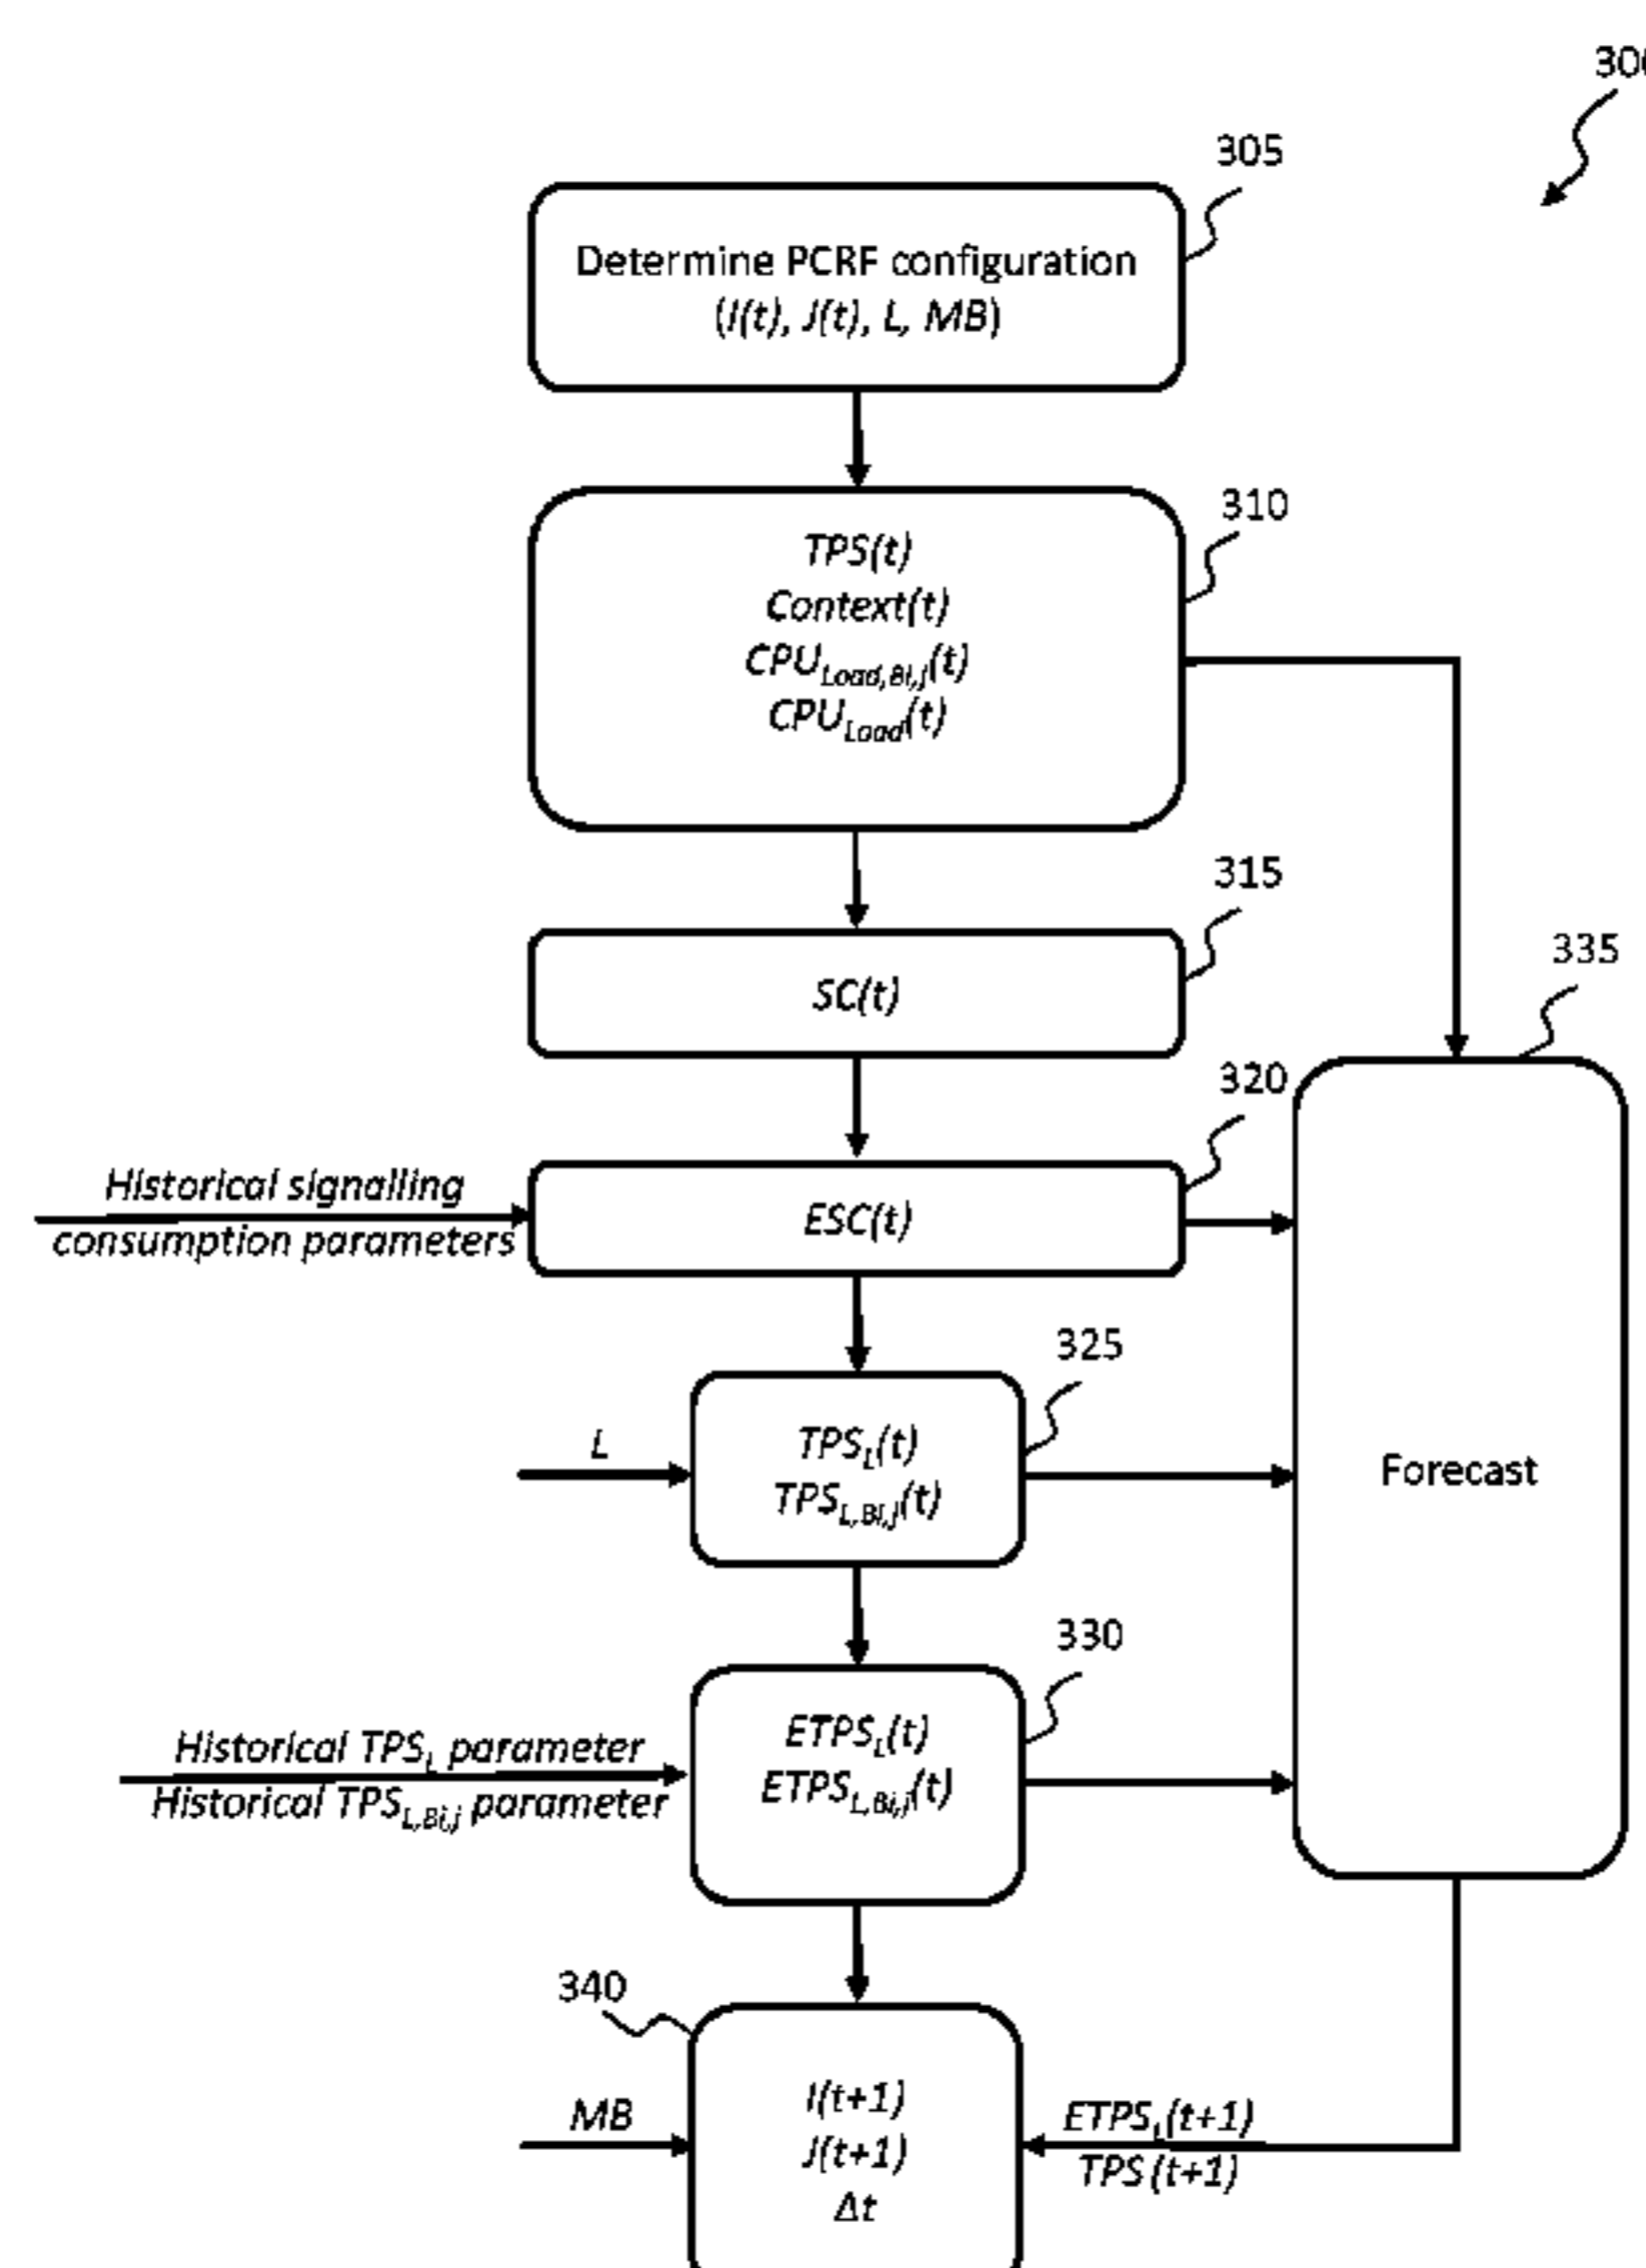 300
305
Determine PCRF configuration
(I(t), J(t), L, MB)
310
TPS(t)
Context(t)
CPU_Load,Bi,j(t)
CPU_Load(t)
315
SC(t)
335
320
Historical signalling
consumption parameters
ESC(t)
325
L
TPS_L(t)
TPS_L,Bi,j(t)
Forecast
330
Historical TPS_L parameter
Historical TPS_L,Bi,j parameter
ETPS_L(t)
ETPS_L,Bi,j(t)
340
MB
I(t+1)
J(t+1)
Δt
ETPS_L(t+1)
TPS(t+1)